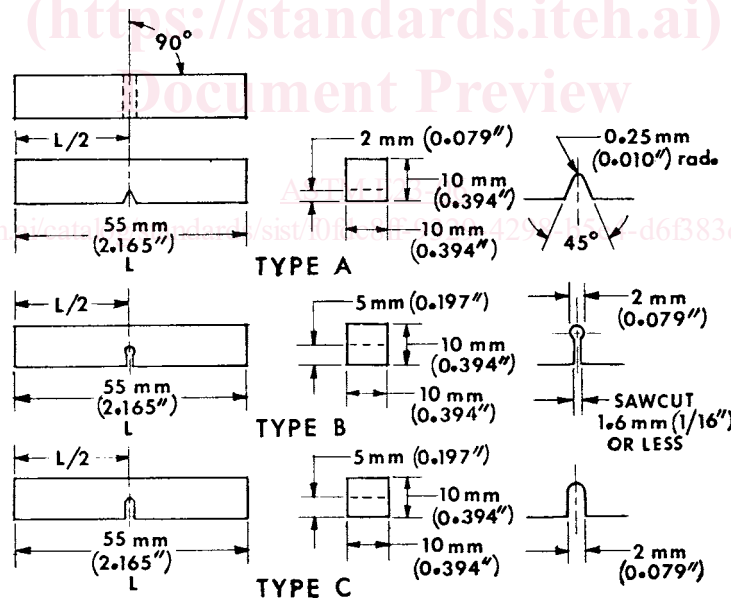 (https://standards.iteh.ai)
Document Preview
90°
L/2
2 mm (0.079")
10 mm
(0.394")
10 mm
(0.394")
0.25 mm
(0.010") rad.
45°
55 mm
(2.165")
L
TYPE A
L/2
5 mm (0.197")
10 mm
(0.394")
10 mm
(0.394")
2 mm
(0.079")
SAWCUT
1.6 mm (1/16")
OR LESS
55 mm
(2.165")
L
TYPE B
L/2
5 mm (0.197")
10 mm
(0.394")
10 mm
(0.394")
2 mm
(0.079")
55 mm
(2.165")
L
TYPE C